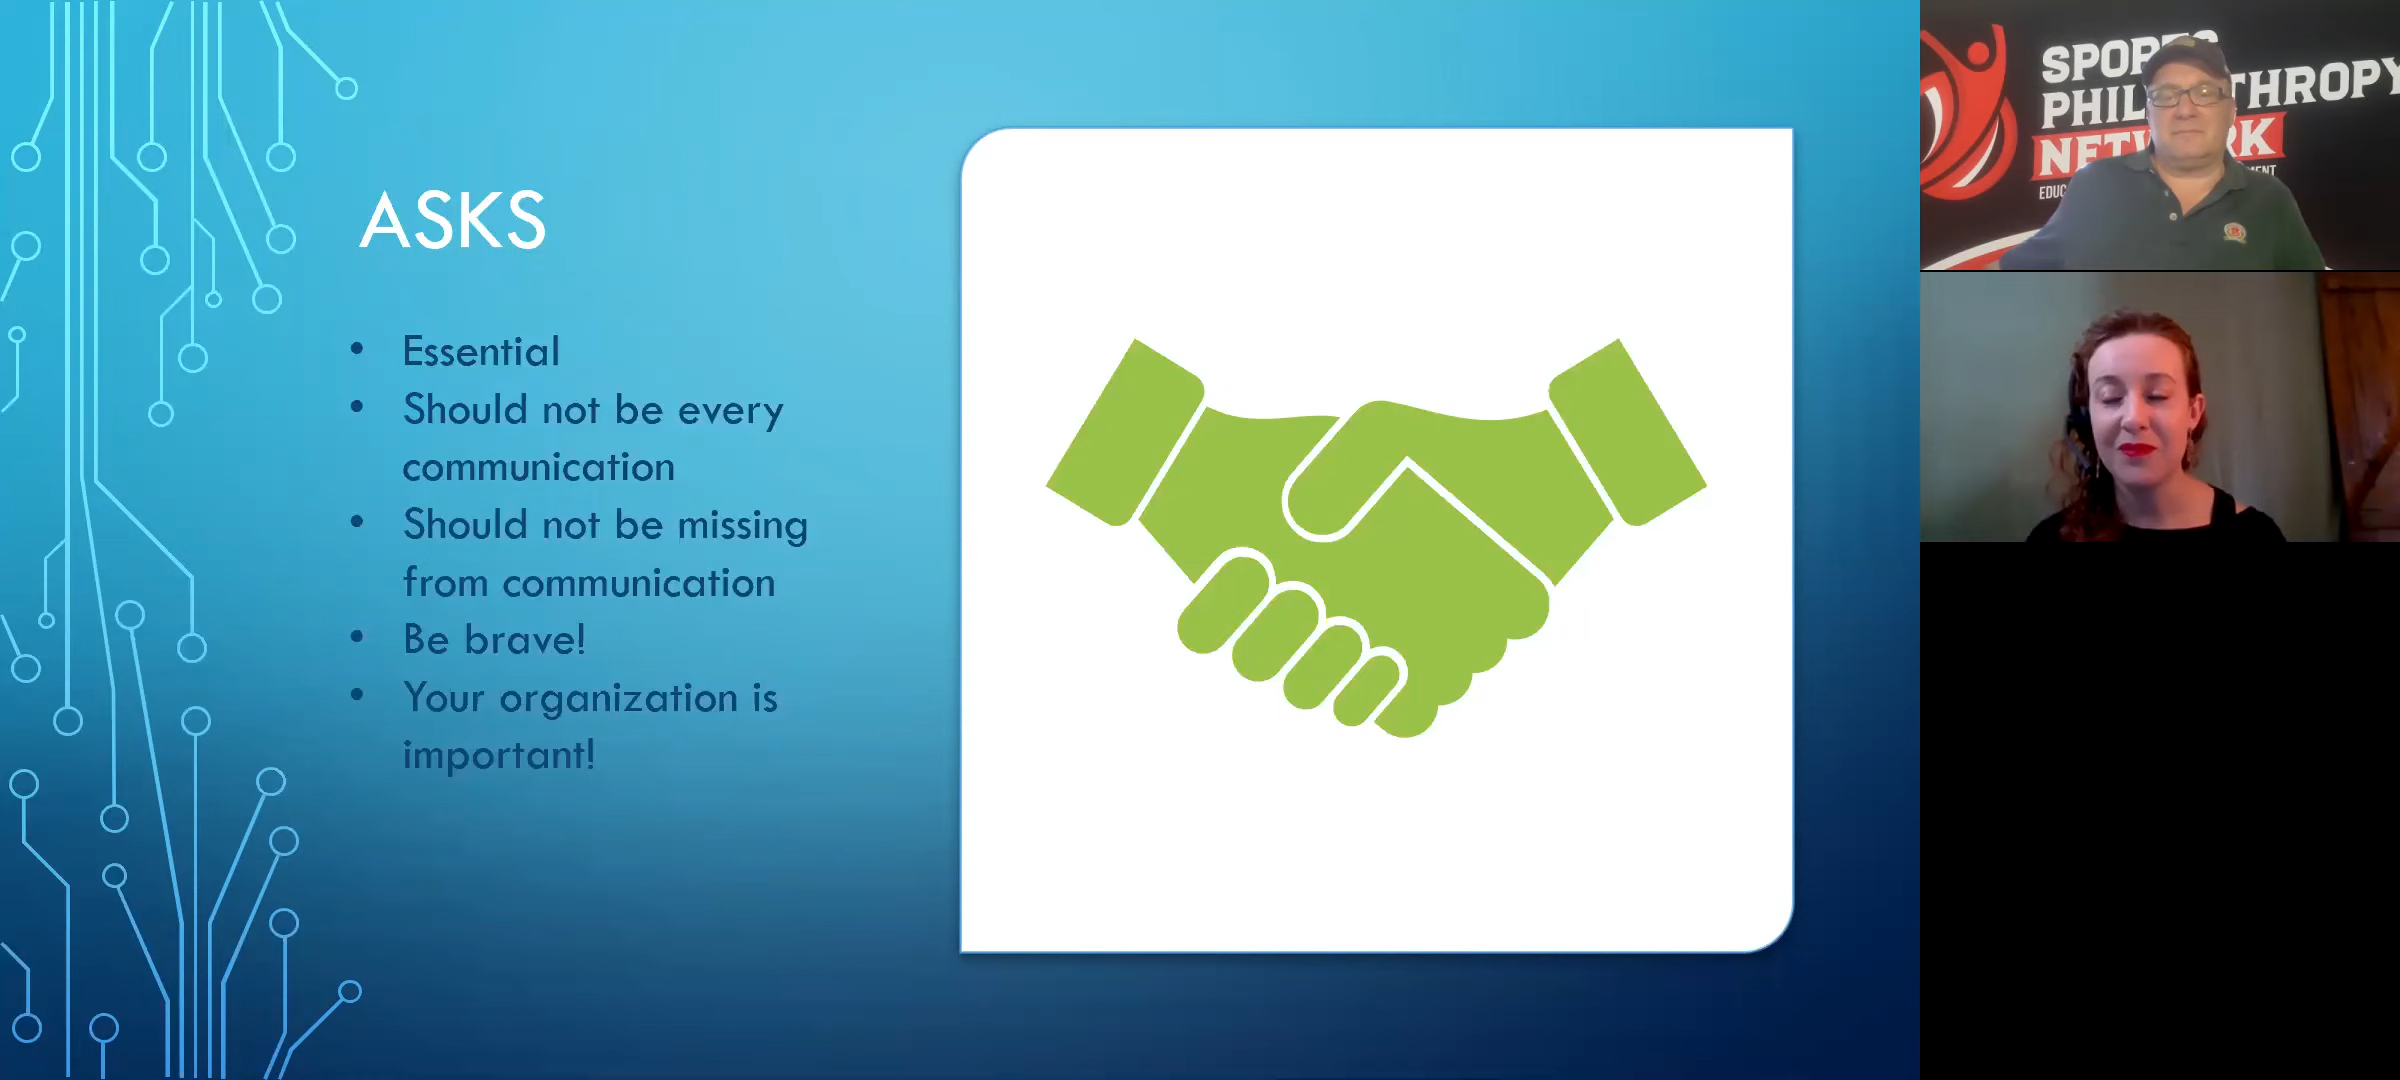 ASKS
• Essential
• Should not be every
communication
• Should not be missing
from communication
• Be brave!
• Your organization is
important!